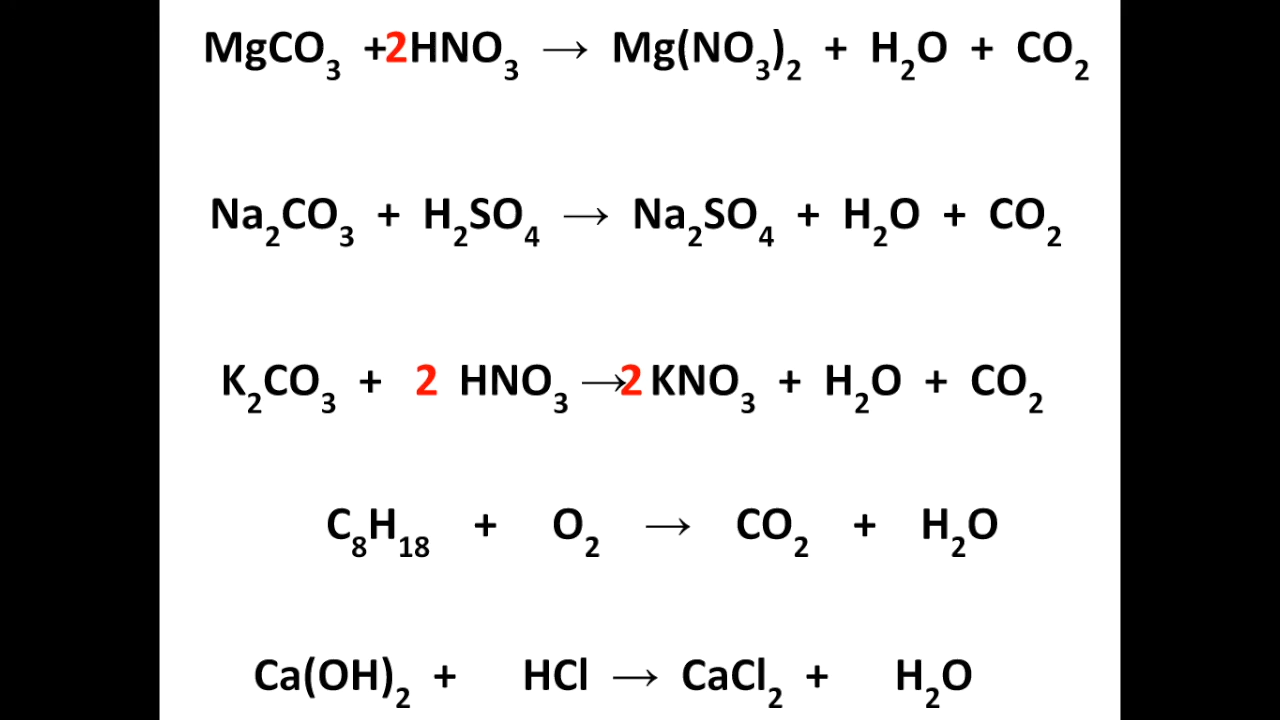 MgCO₃ +2HNO₃ → Mg(NO₃)₂ + H₂O + CO₂
Na₂CO₃ + H₂SO₄ → Na₂SO₄ + H₂O + CO₂
K₂CO₃ + 2 HNO₃ →2 KNO₃ + H₂O + CO₂
C₈H₁₈ + O₂ → CO₂ + H₂O
Ca(OH)₂ + HCl → CaCl₂ + H₂O